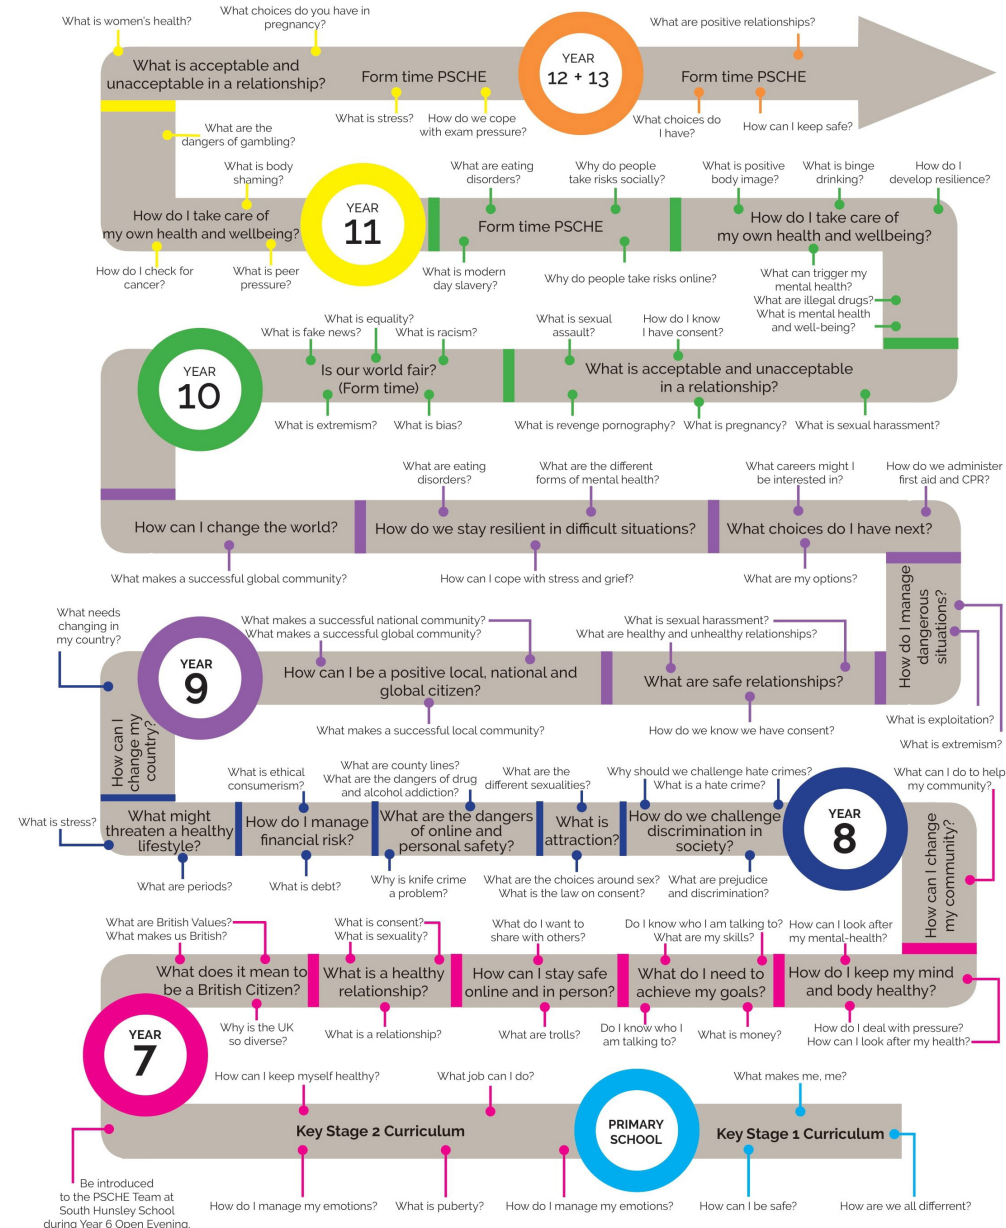 What is women's health?
What choices do you have in
pregnancy?
What are positive relationships?
What is acceptable and
unacceptable in a relationship?
Form time PSCHE
YEAR
12 + 13
Form time PSCHE
What is stress?
How do we cope
with exam pressure?
What choices do
I have?
How can I keep safe?
What are the
dangers of gambling?
What is body
shaming?
What are eating
disorders?
Why do people
take risks socially?
What is positive
body image?
What is binge
drinking?
How do I
develop resilience?
How do I take care of
my own health and wellbeing?
YEAR
11
Form time PSCHE
How do I take care of
my own health and wellbeing?
How do I check for
cancer?
What is peer
pressure?
What is modern
day slavery?
Why do people take risks online?
What can trigger my
mental health?
What are illegal drugs?
What is mental health
and well-being?
What is fake news?
What is equality?
What is racism?
What is sexual
assault?
How do I know
I have consent?
YEAR
10
Is our world fair?
(Form time)
What is acceptable and unacceptable
in a relationship?
What is extremism?
What is bias?
What is revenge pornography?
What is pregnancy?
What is sexual harassment?
What are eating
disorders?
What are the different
forms of mental health?
What careers might I
be interested in?
How do we administer
first aid and CPR?
How can I change the world?
How do we stay resilient in difficult situations?
What choices do I have next?
What makes a successful global community?
How can I cope with stress and grief?
What are my options?
How do I manage
dangerous
situations?
What needs
changing in
my country?
What makes a successful national community?
What makes a successful global community?
What is sexual harassment?
What are healthy and unhealthy relationships?
YEAR
9
How can I be a positive local, national and
global citizen?
What are safe relationships?
What makes a successful local community?
How do we know we have consent?
What is exploitation?
What is extremism?
How can I
change my
country?
What is ethical
consumerism?
What are county lines?
What are the dangers of drug
and alcohol addiction?
What are the
different sexualities?
Why should we challenge hate crimes?
What is a hate crime?
What can I do to help
my community?
What is stress?
What might
threaten a healthy
lifestyle?
How do I manage
financial risk?
What are the dangers
of online and
personal safety?
What is
attraction?
How do we challenge
discrimination in
society?
YEAR
8
How can I change
my community?
What are periods?
What is debt?
Why is knife crime
a problem?
What are the choices around sex?
What is the law on consent?
What are prejudice
and discrimination?
What are British Values?
What makes us British?
What is consent?
What is sexuality?
What do I want to
share with others?
Do I know who I am talking to?
What are my skills?
How can I look after
my mental-health?
What does it mean to
be a British Citizen?
What is a healthy
relationship?
How can I stay safe
online and in person?
What do I need to
achieve my goals?
How do I keep my mind
and body healthy?
YEAR
7
Why is the UK
so diverse?
What is a relationship?
What are trolls?
Do I know who I
am talking to?
What is money?
How do I deal with pressure?
How can I look after my health?
How can I keep myself healthy?
What job can I do?
What makes me, me?
Key Stage 2 Curriculum
PRIMARY
SCHOOL
Key Stage 1 Curriculum
Be introduced
to the PSCHE Team at
South Hunsley School
during Year 6 Open Evening.
How do I manage my emotions?
What is puberty?
How do I manage my emotions?
How can I be safe?
How are we all different?